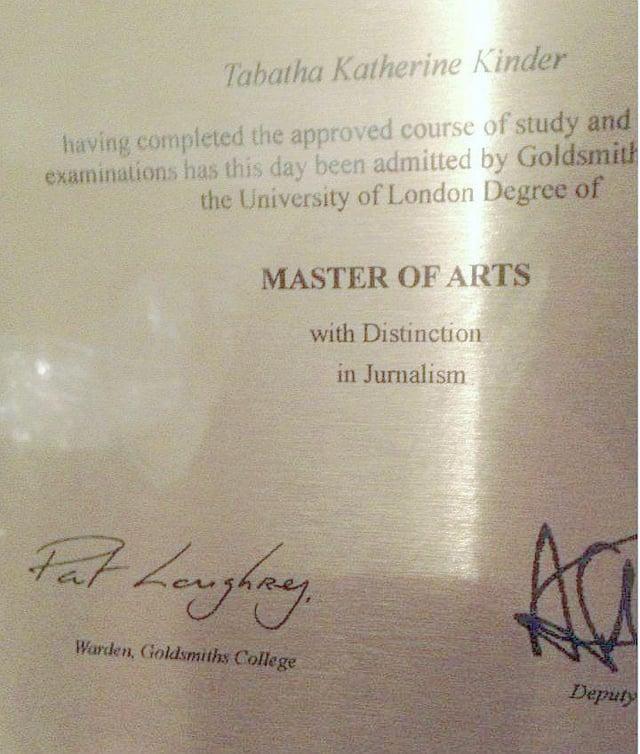 Tabatha Katherine Kinder
having completed the approved course of study and
examinations has this day been admitted by Goldsmith
the University of London Degree of
MASTER OF ARTS
with Distinction
in Jurnalism
Pat Loughrey.
Warden, Goldsmiths College
Deputy